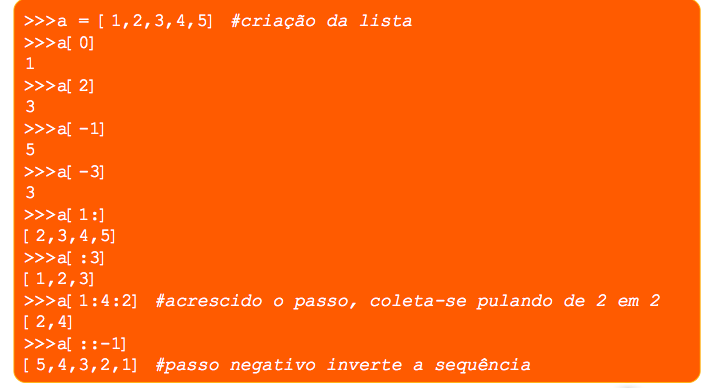 >>>a = [ 1,2,3,4,5] #criação da lista
>>>a[ 0]
1
>>>a[ 2]
3
>>>a[ -1]
5
>>>a[ -3]
3
>>>a[ 1:]
[ 2,3,4,5]
>>>a[ :3]
[ 1,2,3]
>>>a[ 1:4:2] #acrescido o passo, coleta-se pulando de 2 em 2
[ 2,4]
>>>a[ ::-1]
[ 5,4,3,2,1] #passo negativo inverte a sequência